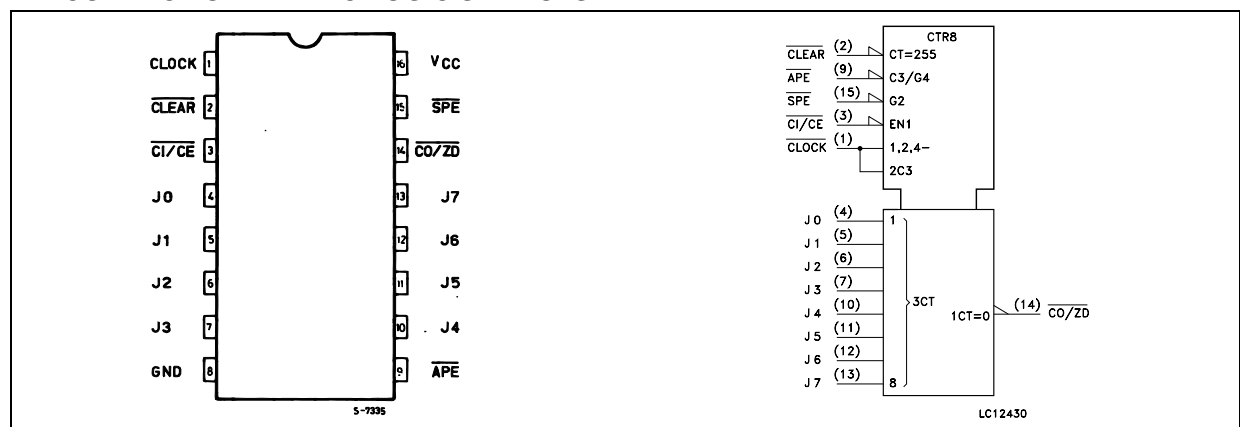 CLOCK 1 16 VCC
CLEAR 2 15 SPE
CI/CE 3 14 CO/ZD
J0 4 13 J7
J1 5 12 J6
J2 6 11 J5
J3 7 10 J4
GND 8 9 APE
S-7335
CTR8
CLEAR (2) CT=255
APE (9) C3/G4
SPE (15) G2
CI/CE (3) EN1
CLOCK (1) 1,2,4−
2C3
J0 (4) 1
J1 (5)
J2 (6)
J3 (7) 3CT
J4 (10) 1CT=0 (14) CO/ZD
J5 (11)
J6 (12)
J7 (13) 8
LC12430